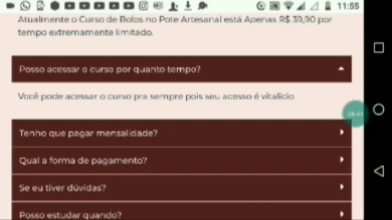 11:55
Atualmente o Curso de Bolos no Pote Artesanal está Apenas R$ 39,90 por
tempo extremamente limitado.
Posso acessar o curso por quanto tempo?
Você pode acessar o curso pra sempre pois seu acesso é vitalício
Tenho que pagar mensalidade?
Qual a forma de pagamento?
Se eu tiver dúvidas?
Posso estudar quando?